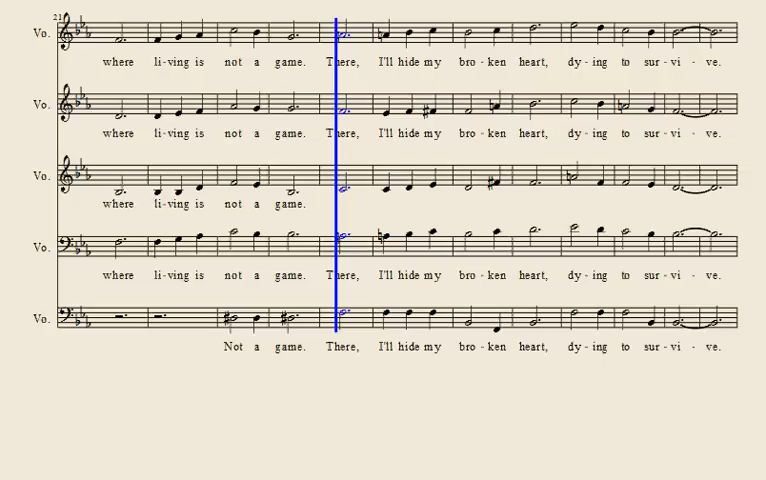 21
Vo.
where li-ving is not a game. There, I'll hide my bro - ken heart, dy - ing to sur - vi - ve.
Vo.
where li-ving is not a game. There, I'll hide my bro - ken heart, dy - ing to sur - vi - ve.
Vo.
where li-ving is not a game.
Vo.
where li-ving is not a game. There, I'll hide my bro - ken heart, dy - ing to sur - vi - ve.
Vo.
Not a game. There, I'll hide my bro - ken heart, dy - ing to sur - vi - ve.